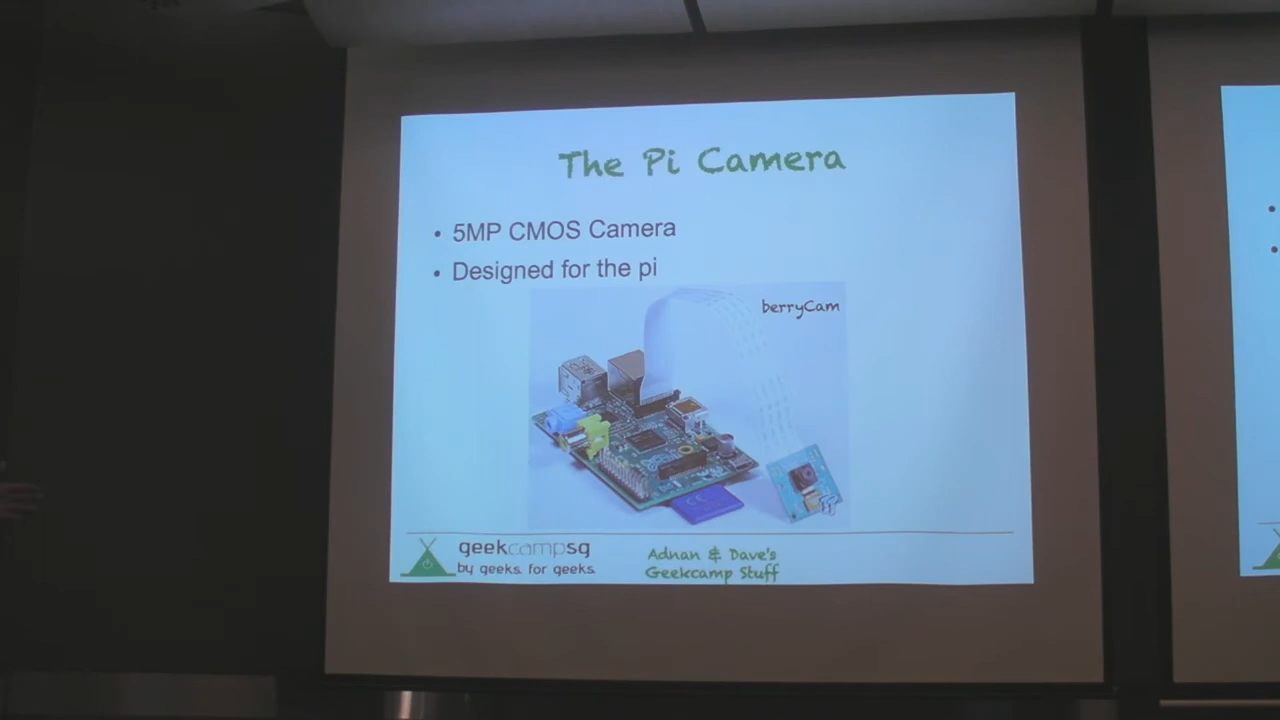 The Pi Camera
• 5MP CMOS Camera
• Designed for the pi
berryCam
geekcampsg
by geeks. for geeks.
Adnan & Dave's
Geekcamp Stuff